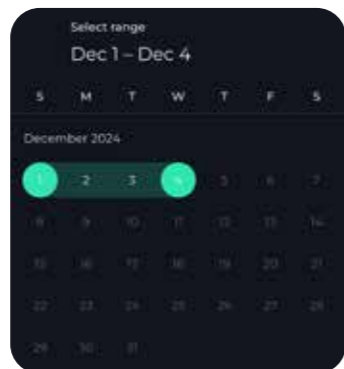 Select range
Dec 1 – Dec 4
S M T W T F S
December 2024
1 2 3 4 5 6 7
8 9 10 11 12 13 14
15 16 17 18 19 20 21
22 23 24 25 26 27 28
29 30 31